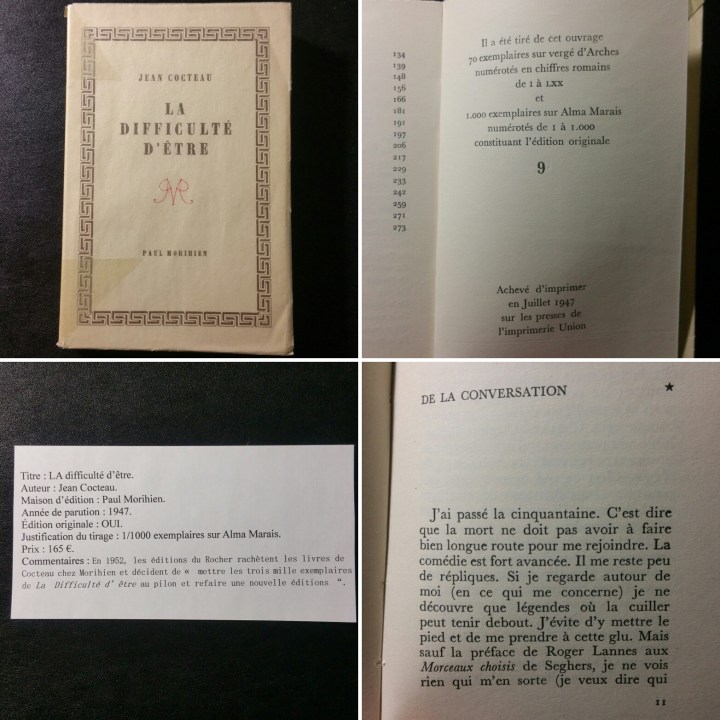 JEAN COCTEAU
LA
DIFFICULTÉ
D'ÊTRE
PAUL MORIHIEN
134
139
148
156
166
181
191
197
206
217
229
233
242
259
271
273
Il a été tiré de cet ouvrage
70 exemplaires sur vergé d'Arches
numérotés en chiffres romains
de I à LXX
et
1.000 exemplaires sur Alma Marais
numérotés de 1 à 1.000
constituant l'édition originale
9
Achevé d'imprimer
en Juillet 1947
sur les presses de
l'imprimerie Union
Titre : LA difficulté d'être.
Auteur : Jean Cocteau.
Maison d'édition : Paul Morihien.
Année de parution : 1947.
Édition originale : OUI.
Justification du tirage : 1/1000 exemplaires sur Alma Marais.
Prix : 165 €.
Commentaires : En 1952, les éditions du Rocher rachètent les livres de
Cocteau chez Morihien et décident de « mettre les trois mille exemplaires
de La Difficulté d' être au pilon et refaire une nouvelle éditions “.
DE LA CONVERSATION ★
J'ai passé la cinquantaine. C'est dire
que la mort ne doit pas avoir à faire
bien longue route pour me rejoindre. La
comédie est fort avancée. Il me reste peu
de répliques. Si je regarde autour de
moi (en ce qui me concerne) je ne
découvre que légendes où la cuiller
peut tenir debout. J'évite d'y mettre le
pied et de me prendre à cette glu. Mais
sauf la préface de Roger Lannes aux
Morceaux choisis de Seghers, je ne vois
rien qui m'en sorte (je veux dire qui
11